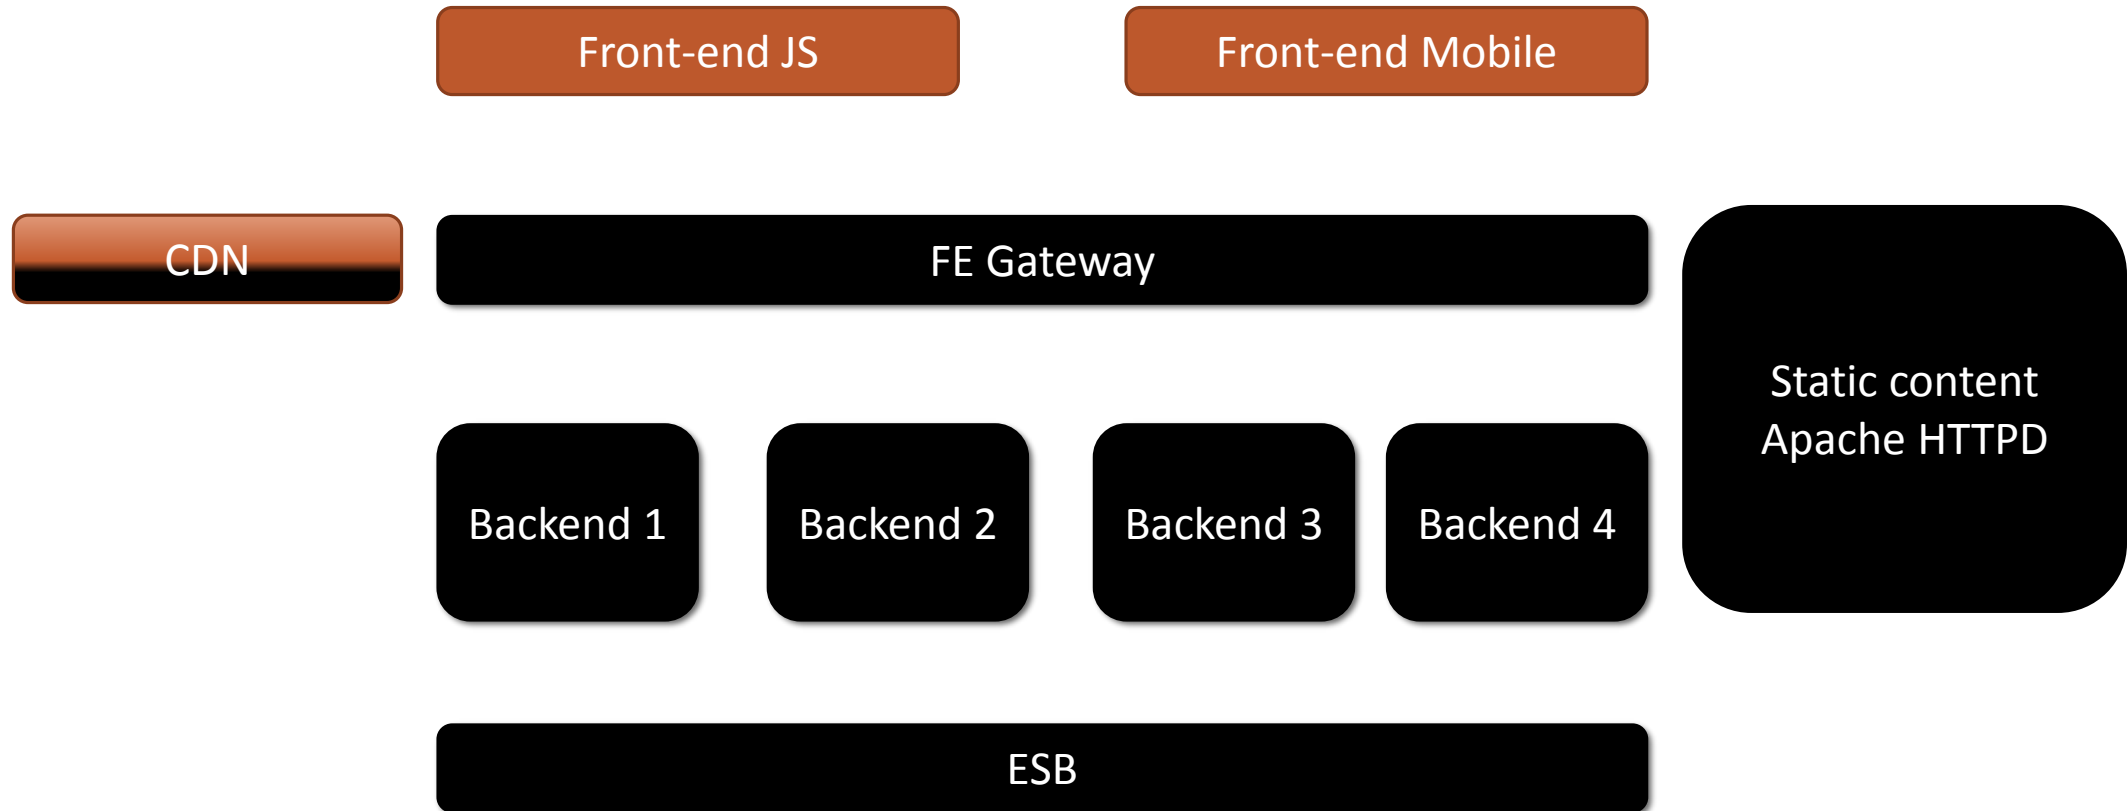 Front-end JS
Front-end Mobile
CDN
FE Gateway
Static content
Apache HTTPD
Backend 1
Backend 2
Backend 3
Backend 4
ESB